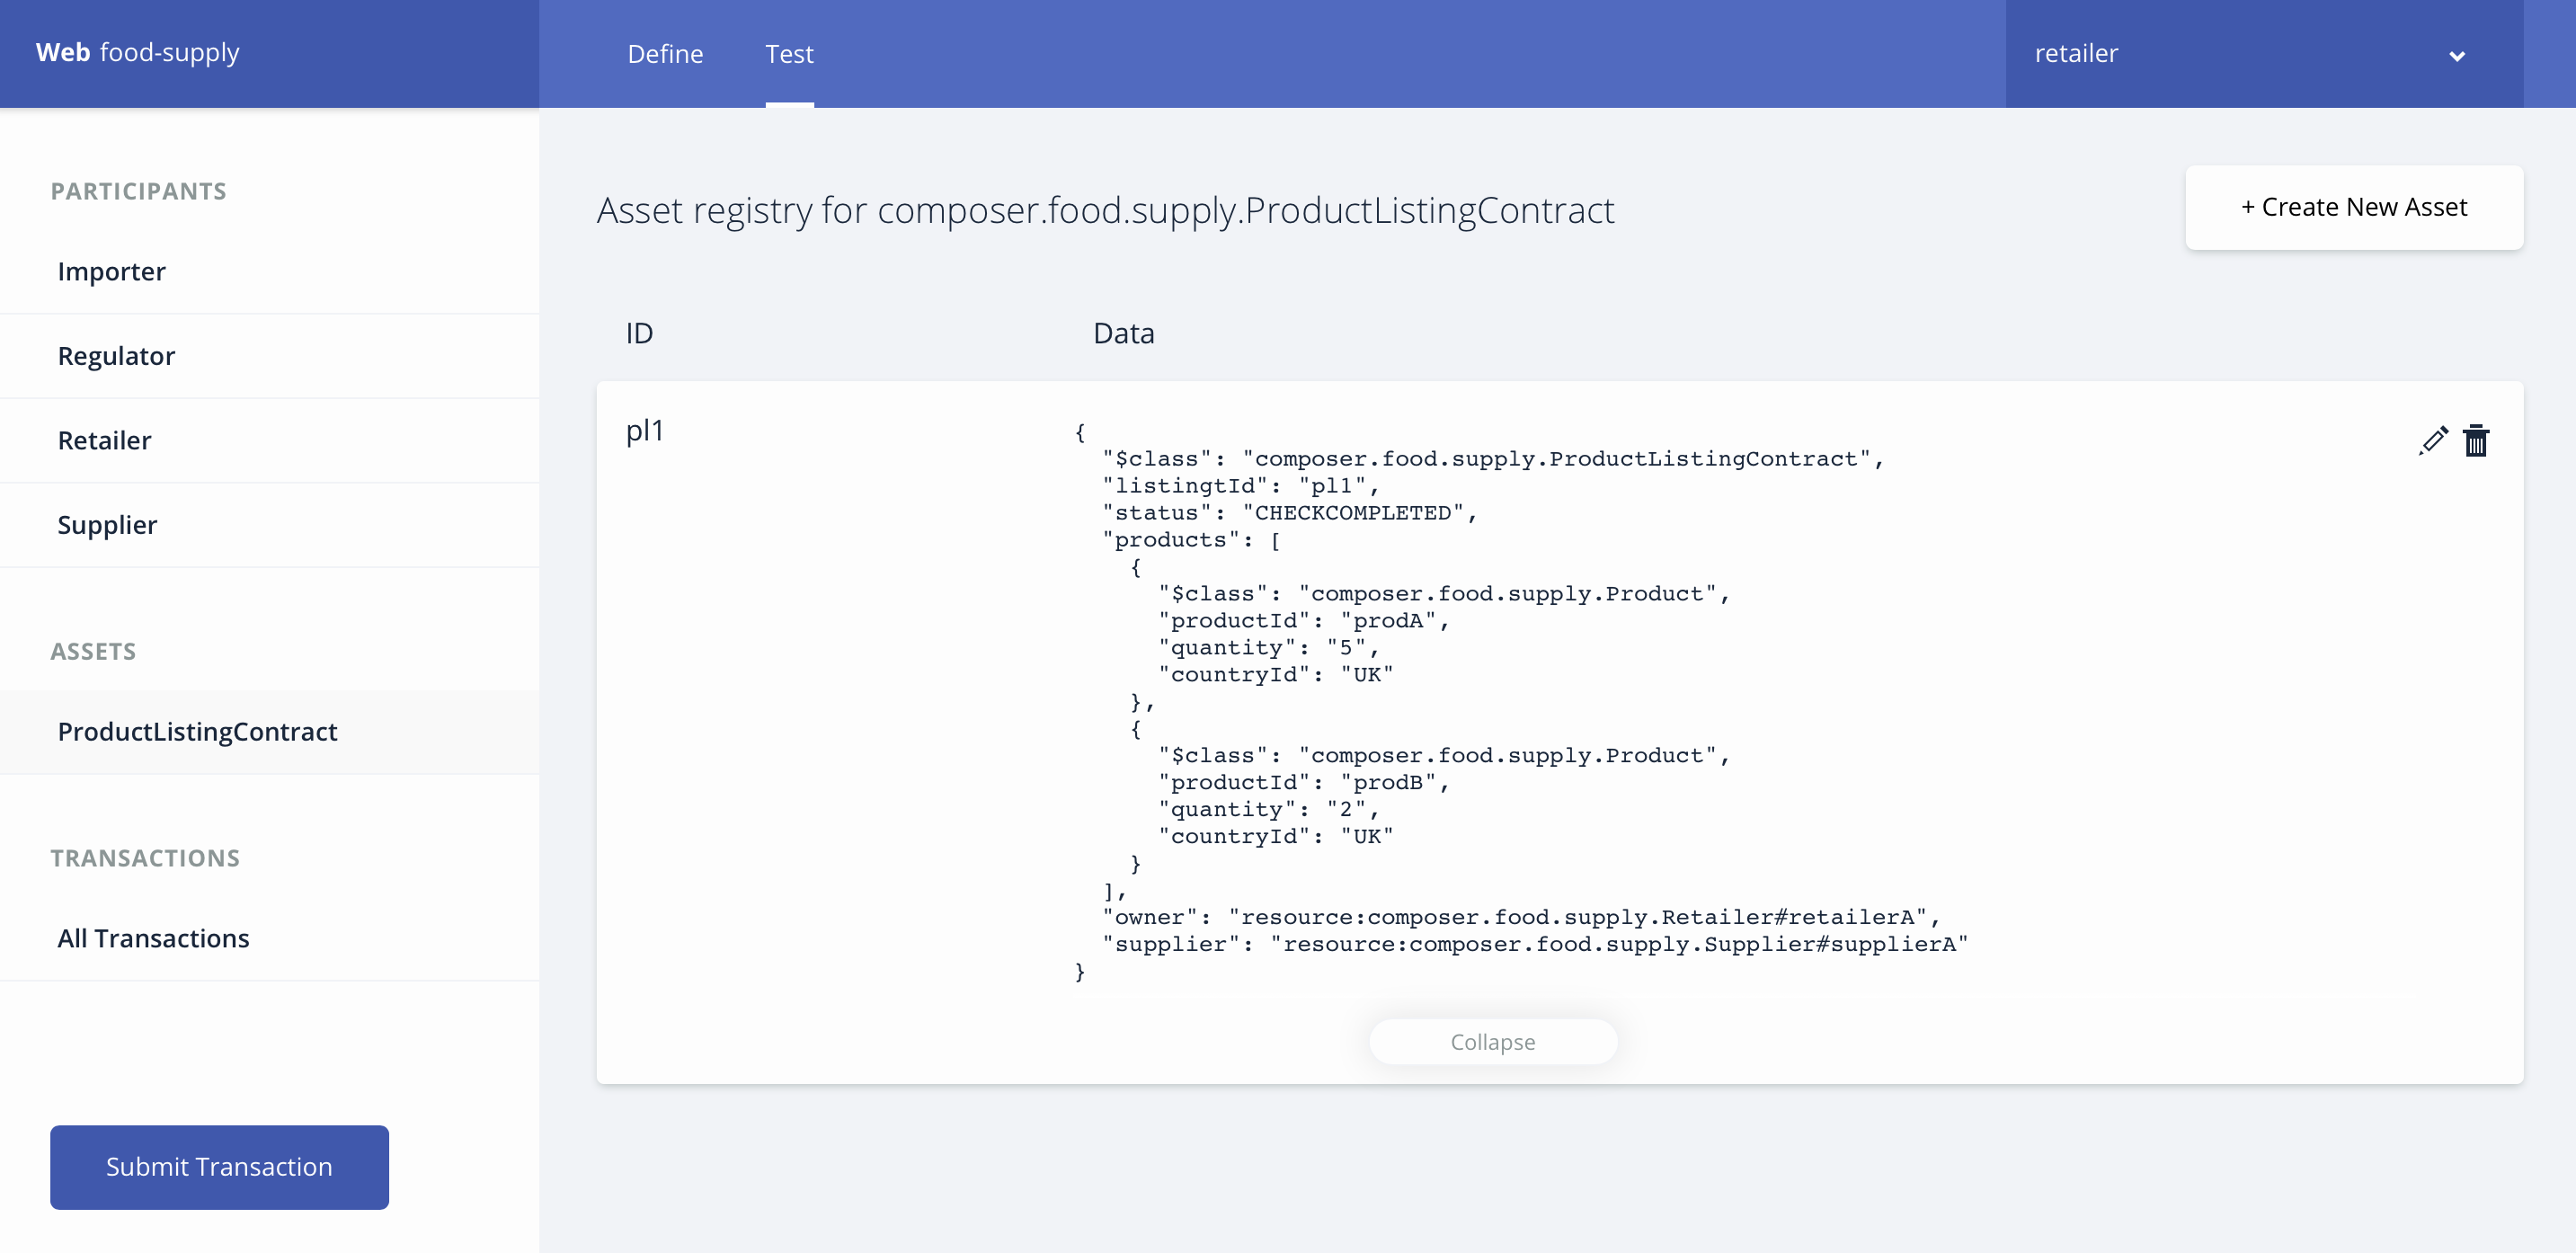 Web food-supply
Define
Test
retailer
PARTICIPANTS
Importer
Regulator
Retailer
Supplier
ASSETS
ProductListingContract
TRANSACTIONS
All Transactions
Submit Transaction
Asset registry for composer.food.supply.ProductListingContract
+ Create New Asset
ID
Data
pl1
{
  "$class": "composer.food.supply.ProductListingContract",
  "listingtId": "pl1",
  "status": "CHECKCOMPLETED",
  "products": [
    {
      "$class": "composer.food.supply.Product",
      "productId": "prodA",
      "quantity": "5",
      "countryId": "UK"
    },
    {
      "$class": "composer.food.supply.Product",
      "productId": "prodB",
      "quantity": "2",
      "countryId": "UK"
    }
  ],
  "owner": "resource:composer.food.supply.Retailer#retailerA",
  "supplier": "resource:composer.food.supply.Supplier#supplierA"
}
Collapse